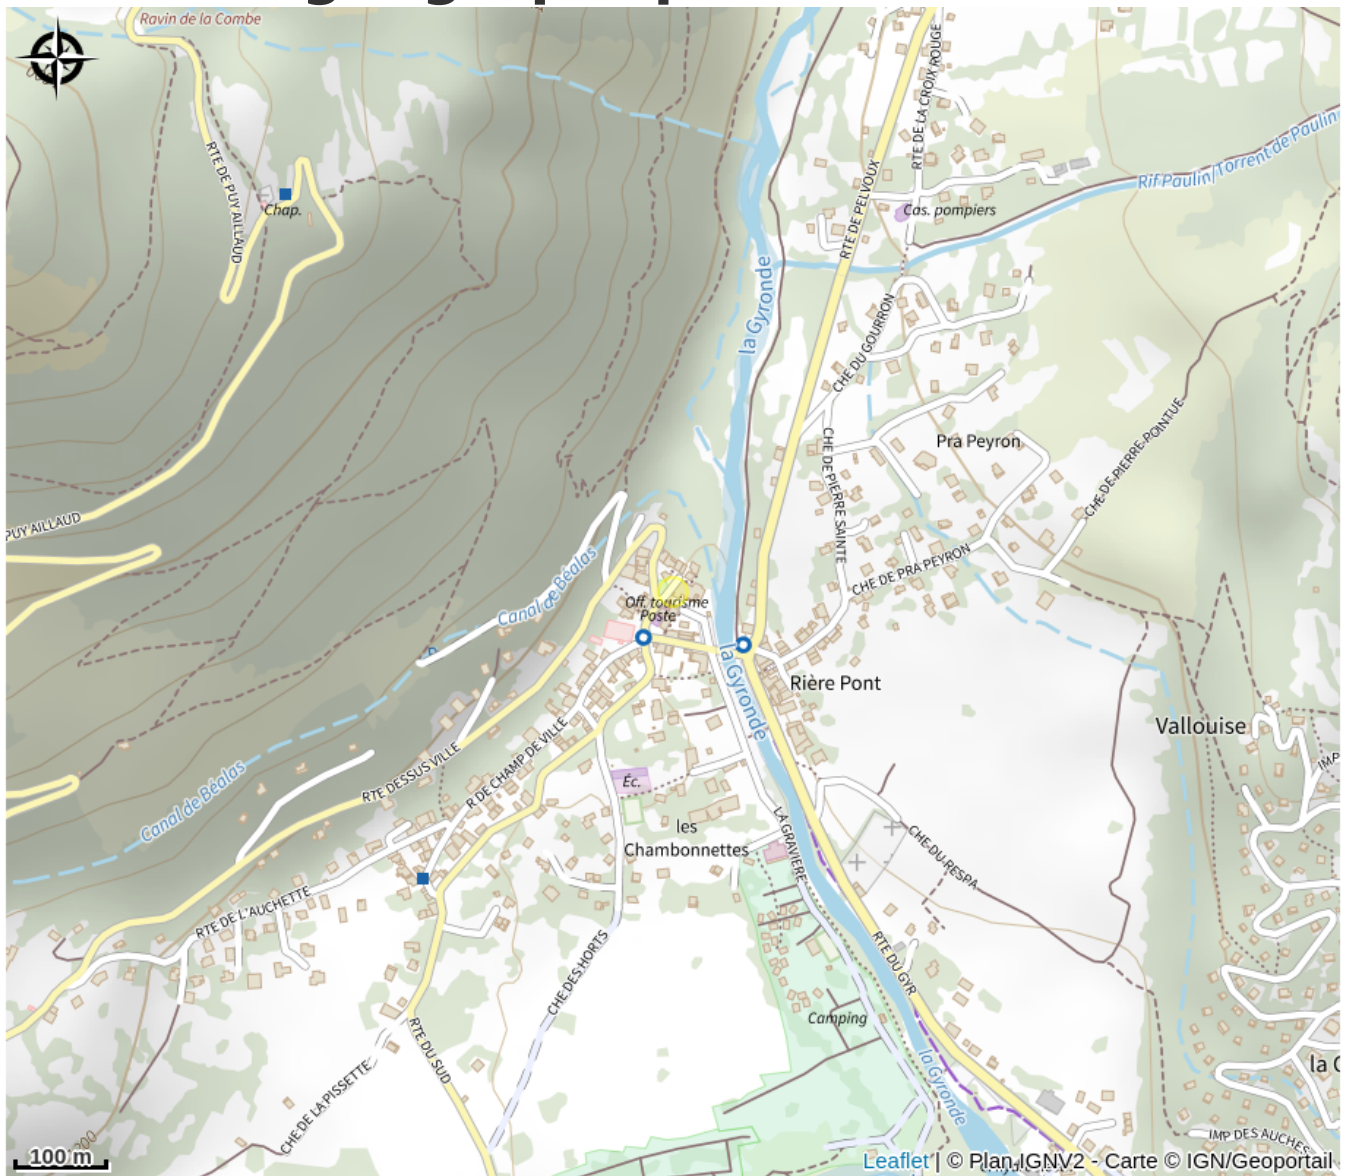 Ravin de la Combe
RTE DE LA CROIX ROUGE
RTE DE PUY AILLAUD
Rif Paulin/Torrent de Paulin
RTE DE PELVOUX
Chap.
Cas. pompiers
la Gyronde
CHE DU GOURRON
Pra Peyron
CHE DE PIERRE POINTUE
CHE DE PIERRE SAINTE
PUY AILLAUD
CHE DE PRA PEYRON
Canal de Béalas
Off. tourisme
Poste
la Gyronde
Rière Pont
Vallouise
RTE DESSUS VILLE
R DE CHAMP DE VILLE
Canal de Béalas
Éc.
IMP
les
Chambonnettes
LA GRAVIÈRE
CHE DU RESPA
RTE DE L'AUCHETTE
CHE DES HORTS
RTE DU GYR
Camping
RTE DU SUD
la Gyronde
CHE DE LA PISSETTE
la C
IMP DES AUCHES
100 m
Leaflet | © Plan IGNV2 - Carte © IGN/Geoportail